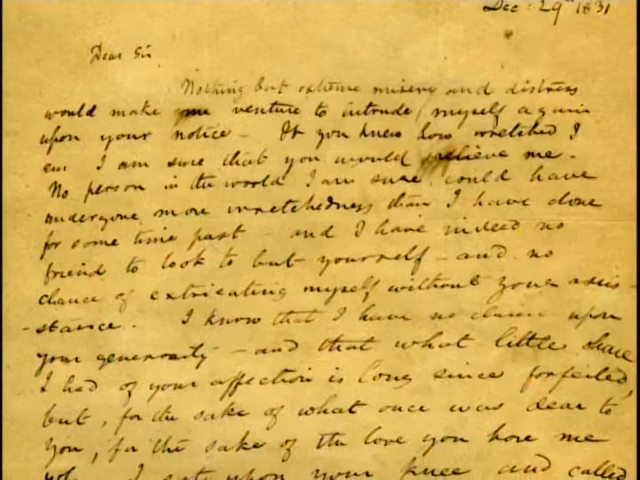 Dec: 29th 1831
Dear Sir,
Nothing but extreme misery and distress
would make me venture to intrude myself again
upon your notice – If you knew how wretched I
am I am sure that you would relieve me.
No person in the world I am sure could have
undergone more wretchedness than I have done
for some time past – and I have indeed no
friend to look to but yourself – and no
chance of extricating myself without your assi-
-stance. I know that I have no claim upon
your generosity – and that what little share
I had of your affection is long since forfeited,
but, for the sake of what once was dear to
you, for the sake of the love you bore me
I sat upon your knee and called